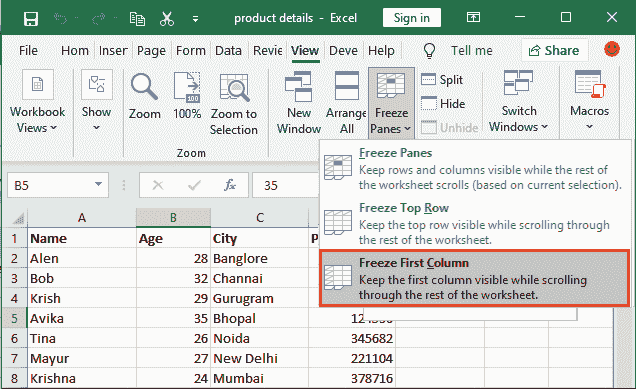 product details - Excel
Sign in
File Hom Inser Page Form Data Revie View Deve Help Tell me Share
Workbook Views Show Zoom 100% Zoom to Selection New Window Arrange All Freeze Panes Split Hide Unhide Switch Windows Macros
100
Zoom
Freeze Panes
Keep rows and columns visible while the rest of
the worksheet scrolls (based on current selection).
Freeze Top Row
Keep the top row visible while scrolling through
the rest of the worksheet.
Freeze First Column
Keep the first column visible while scrolling
through the rest of the worksheet.
B5 fx 35
A B C
1 Name Age City P
2 Alen 28 Banglore
3 Bob 32 Channai
4 Krish 29 Gurugram
5 Avika 35 Bhopal
6 Tina 26 Noida 345682
7 Mayur 27 New Delhi 221104
8 Krishna 24 Mumbai 378716